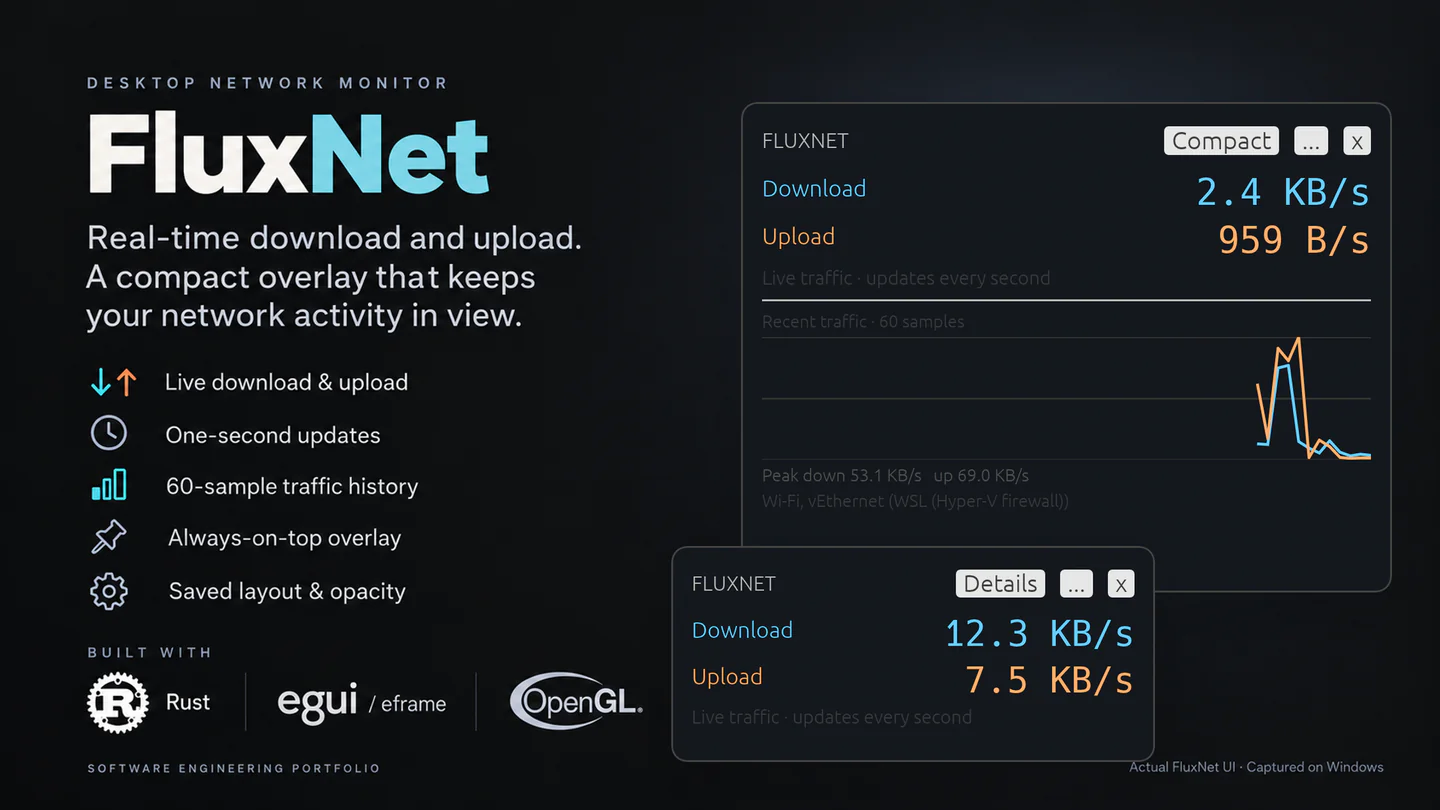 DESKTOP NETWORK MONITOR
FluxNet
Real-time download and upload.
A compact overlay that keeps
your network activity in view.
Live download & upload
One-second updates
60-sample traffic history
Always-on-top overlay
Saved layout & opacity
BUILT WITH
R Rust
egui / eframe
OpenGL.
SOFTWARE ENGINEERING PORTFOLIO
FLUXNET Compact ... x
Download 2.4 KB/s
Upload 959 B/s
Live traffic · updates every second
Recent traffic · 60 samples
Peak down 53.1 KB/s up 69.0 KB/s
Wi-Fi, vEthernet (WSL (Hyper-V firewall))
FLUXNET Details ... x
Download 12.3 KB/s
Upload 7.5 KB/s
Live traffic · updates every second
Actual FluxNet UI · Captured on Windows